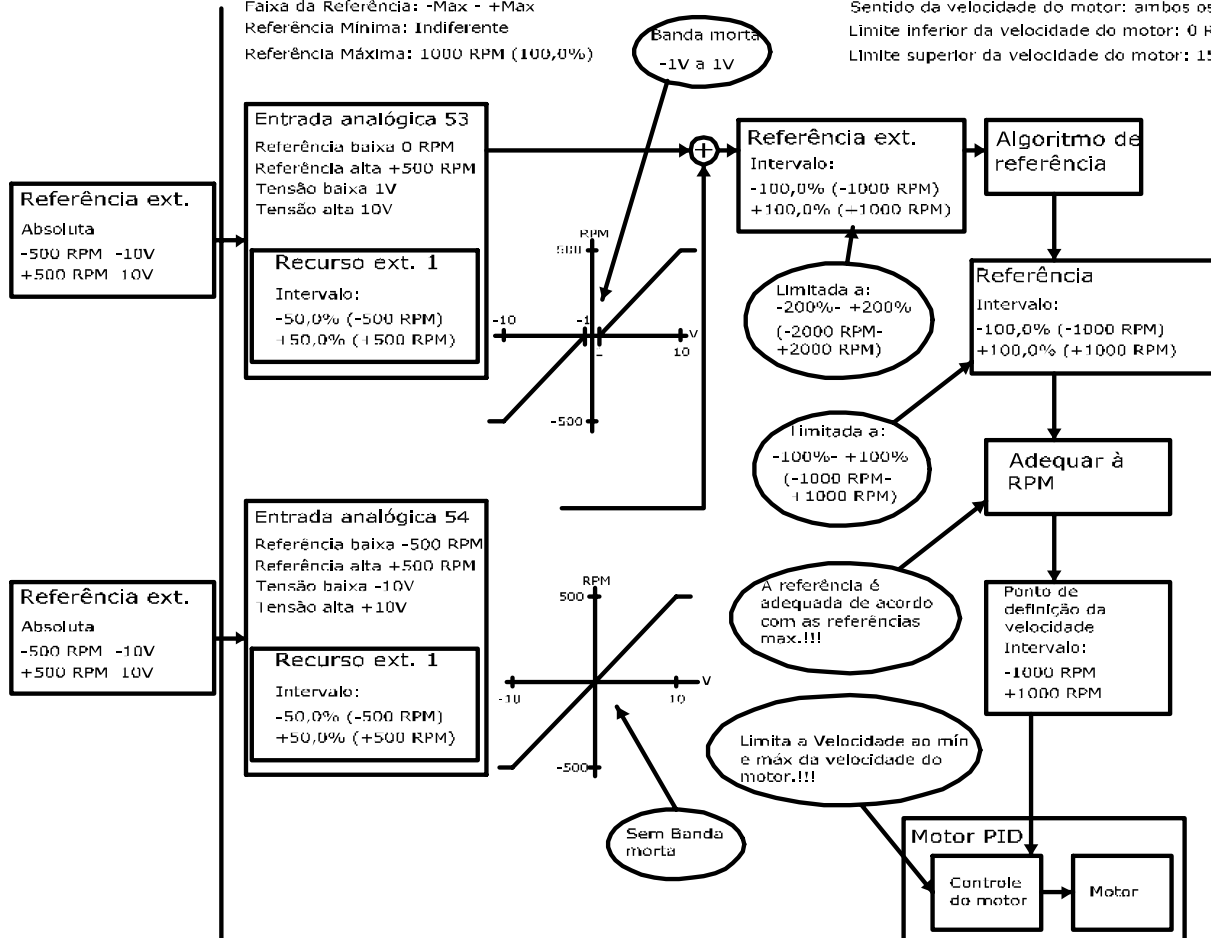 Faixa da Referência: -Max - +Max
Referência Mínima: Indiferente
Referência Máxima: 1000 RPM (100,0%)
Sentido da velocidade do motor: ambos os
Limite inferior da velocidade do motor: 0 R
Limite superior da velocidade do motor: 15
Banda morta
-1V a 1V
Entrada analógica 53
Referência baixa 0 RPM
Referência alta +500 RPM
Tensão baixa 1V
Tensão alta 10V
Recurso ext. 1
Intervalo:
-50,0% (-500 RPM)
+50,0% (+500 RPM)
Referência ext.
Absoluta
-500 RPM -10V
+500 RPM 10V
RPM
500
-10
-1
V
10
-500
Referência ext.
Intervalo:
-100,0% (-1000 RPM)
+100,0% (+1000 RPM)
Algoritmo de
referência
Limitada a:
-200%- +200%
(-2000 RPM-
+2000 RPM)
Referência
Intervalo:
-100,0% (-1000 RPM)
+100,0% (+1000 RPM)
Limitada a:
-100%- +100%
(-1000 RPM-
+1000 RPM)
Adequar à
RPM
Entrada analógica 54
Referência baixa -500 RPM
Referência alta +500 RPM
Tensão baixa -10V
Tensão alta +10V
Recurso ext. 1
Intervalo:
-50,0% (-500 RPM)
+50,0% (+500 RPM)
Referência ext.
Absoluta
-500 RPM -10V
+500 RPM 10V
RPM
500
-10
10
V
-500
A referência é
adequada de acordo
com as referências
max.!!!
Ponto de
definição da
velocidade
Intervalo:
-1000 RPM
+1000 RPM
Limita a Velocidade ao mín
e máx da velocidade do
motor.!!!
Sem Banda
morta
Motor PID
Controle
do motor
Motor